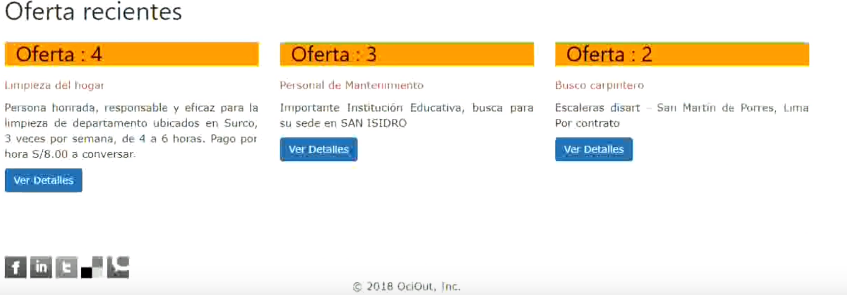 Oferta recientes
Oferta : 4
Limpieza del hogar
Persona honrada, responsable y eficaz para la
limpieza de departamento ubicados en Surco,
3 veces por semana, de 4 a 6 horas. Pago por
hora S/8.00 a conversar.
Ver Detalles
Oferta : 3
Personal de Mantenimiento
Importante Institución Educativa, busca para
su sede en SAN ISIDRO
Ver Detalles
Oferta : 2
Busco carpintero
Escaleras disart - San Martin de Porres, Lima
Por contrato
Ver Detalles
f in t
© 2018 OciOut, Inc.